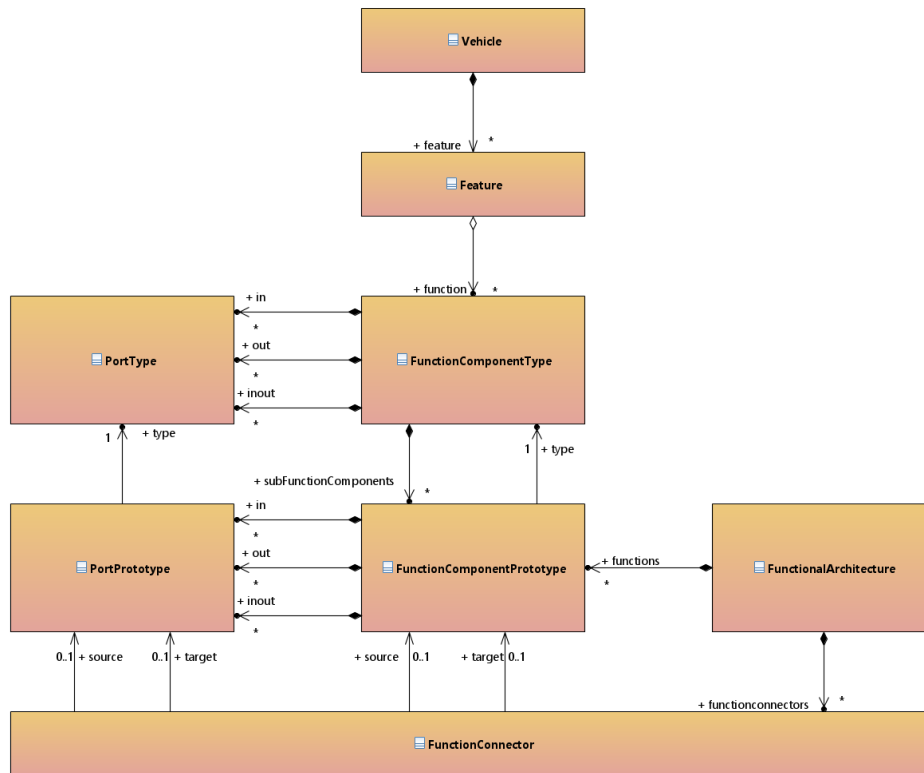 Vehicle
+ feature
*
Feature
+ function
*
+ in
*
+ out
*
+ inout
*
PortType
FunctionComponentType
1
+ type
1
+ type
+ subFunctionComponents
*
+ in
*
+ out
*
+ inout
*
PortPrototype
FunctionComponentPrototype
+ functions
*
FunctionalArchitecture
0..1 + source
0..1 + target
+ source 0..1
+ target 0..1
+ functionconnectors
*
FunctionConnector